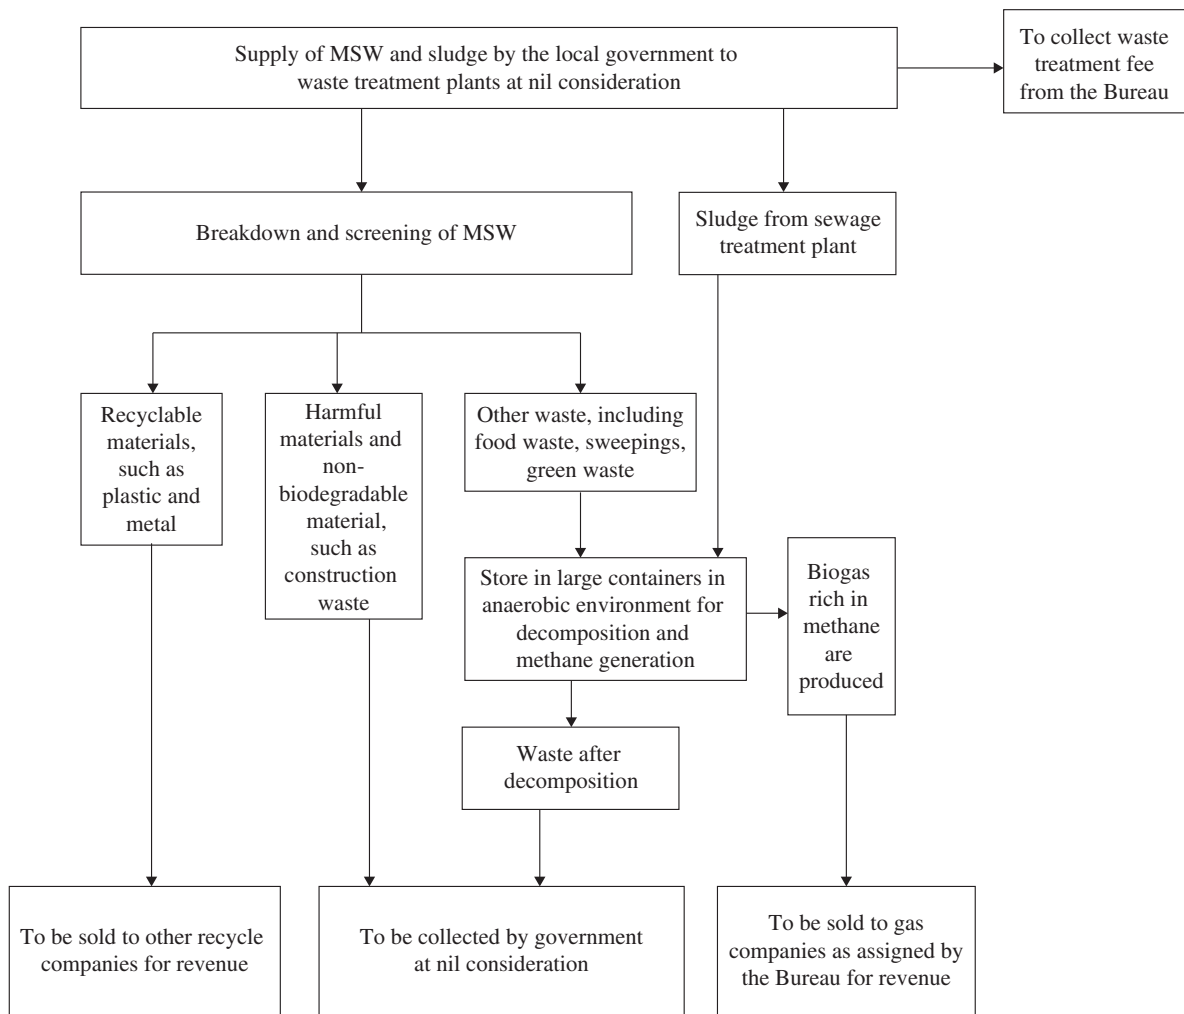 Supply of MSW and sludge by the local government to
waste treatment plants at nil consideration
To collect waste
treatment fee
from the Bureau
Breakdown and screening of MSW
Sludge from sewage
treatment plant
Recyclable
materials,
such as
plastic and
metal
Harmful
materials and
non-
biodegradable
material,
such as
construction
waste
Other waste, including
food waste, sweepings,
green waste
Store in large containers in
anaerobic environment for
decomposition and
methane generation
Biogas
rich in
methane
are
produced
Waste after
decomposition
To be sold to other recycle
companies for revenue
To be collected by government
at nil consideration
To be sold to gas
companies as assigned by
the Bureau for revenue